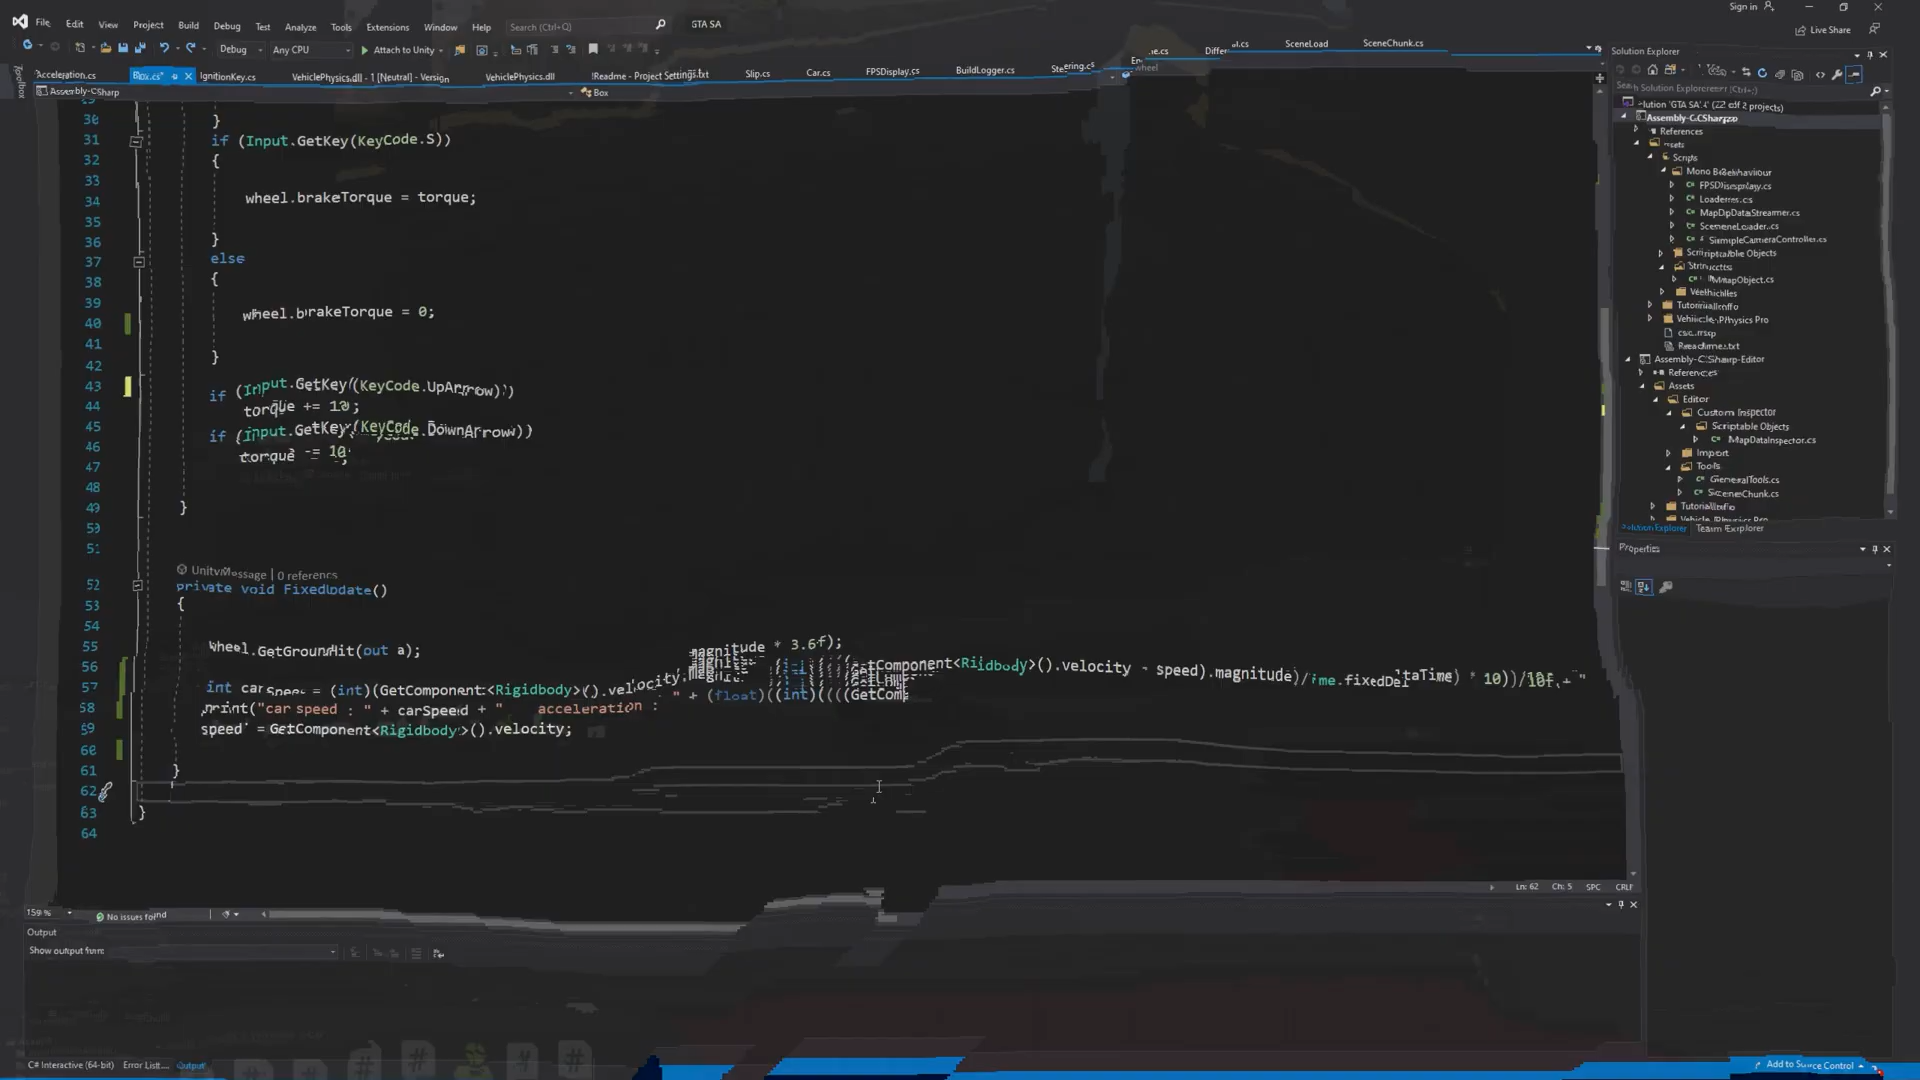 File Edit View Project Build Debug Test Analyze Tools Extensions Window Help Search (Ctrl+Q) GTA SA Sign in
Debug Any CPU Attach to Unity Live Share
Acceleration.cs Box.cs* IgnitionKey.cs VehiclePhysics.dll - 1 [Neutral] - Version VehiclePhysics.dll !Readme - Project Settings.txt Slip.cs Car.cs FPSDisplay.cs BuildLogger.cs Steering.cs SceneLoad SceneChunk.cs
Assembly-CSharp Box wheel
30 }
31 if (Input.GetKey(KeyCode.S))
32 {
33
34 wheel.brakeTorque = torque;
35
36 }
37 else
38 {
39
40 wheel.brakeTorque = 0;
41
42 }
43 if (Input.GetKey(KeyCode.UpArrow))
44 torque += 10;
45 if (Input.GetKey(KeyCode.DownArrow))
46 torque -= 10;
47
48
49 }
50
51
Unity Message | 0 reference
52 private void FixedUpdate()
53 {
54
55 wheel.GetGroundHit(out a);
56
57 int carSpeed = (int)(GetComponent<Rigidbody>().velocity.magnitude * 3.6f);
58 print("car speed : " + carSpeed + " acceleration : " + (float)((int)((((GetComponent<Rigidbody>().velocity - speed).magnitude)/Time.fixedDeltaTime) * 10))/10f + "
59 speed = GetComponent<Rigidbody>().velocity;
60
61 }
62
63 }
64
159 % No issues found Ln: 62 Ch: 5 SPC CRLF
Output
Show output from:
C# Interactive (64-bit) Error List... Output
Add to Source Control
Solution Explorer
Search Solution Explorer (Ctrl+;)
Solution 'GTA SA' (2 of 2 projects)
Assembly-CSharp
References
Assets
Scripts
Mono Behaviour
FPSDisplay.cs
MapDataStreamer.cs
SceneLoader.cs
SimpleCameraController.cs
Scriptable Objects
Structs
MapObject.cs
Vehicles
TutorialInfo
Vehicle Physics Pro
csc.rsp
Readme.txt
Assembly-CSharp-Editor
References
Assets
Editor
Custom Inspector
Scriptable Objects
MapDataInspector.cs
Import
Tools
GeneralTools.cs
SceneChunk.cs
TutorialInfo
Vehicle Physics Pro
Solution Explorer Team Explorer
Properties